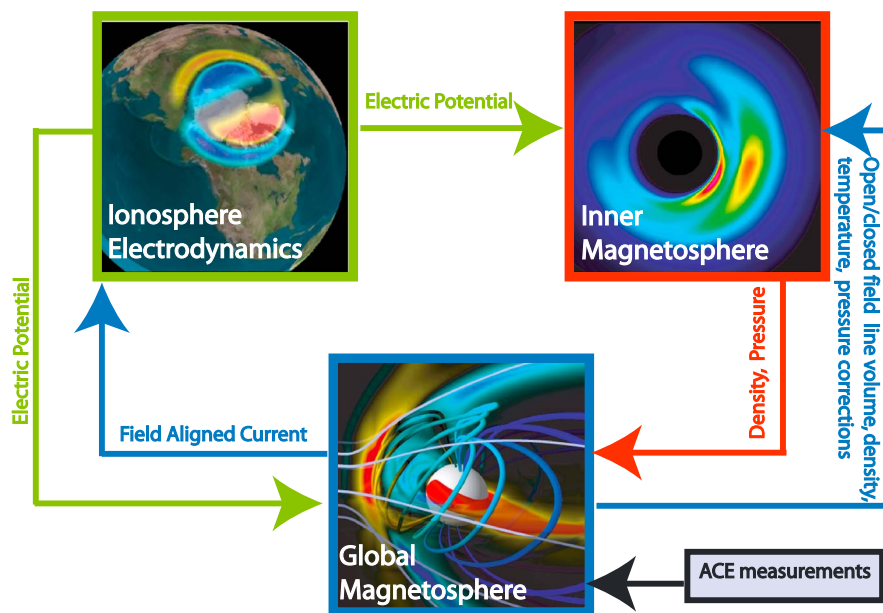 Electric Potential
Ionosphere
Electrodynamics
Inner
Magnetosphere
Open/closed field line volume, density,
temperature, pressure corrections
Electric Potential
Density, Pressure
Field Aligned Current
Global
Magnetosphere
ACE measurements